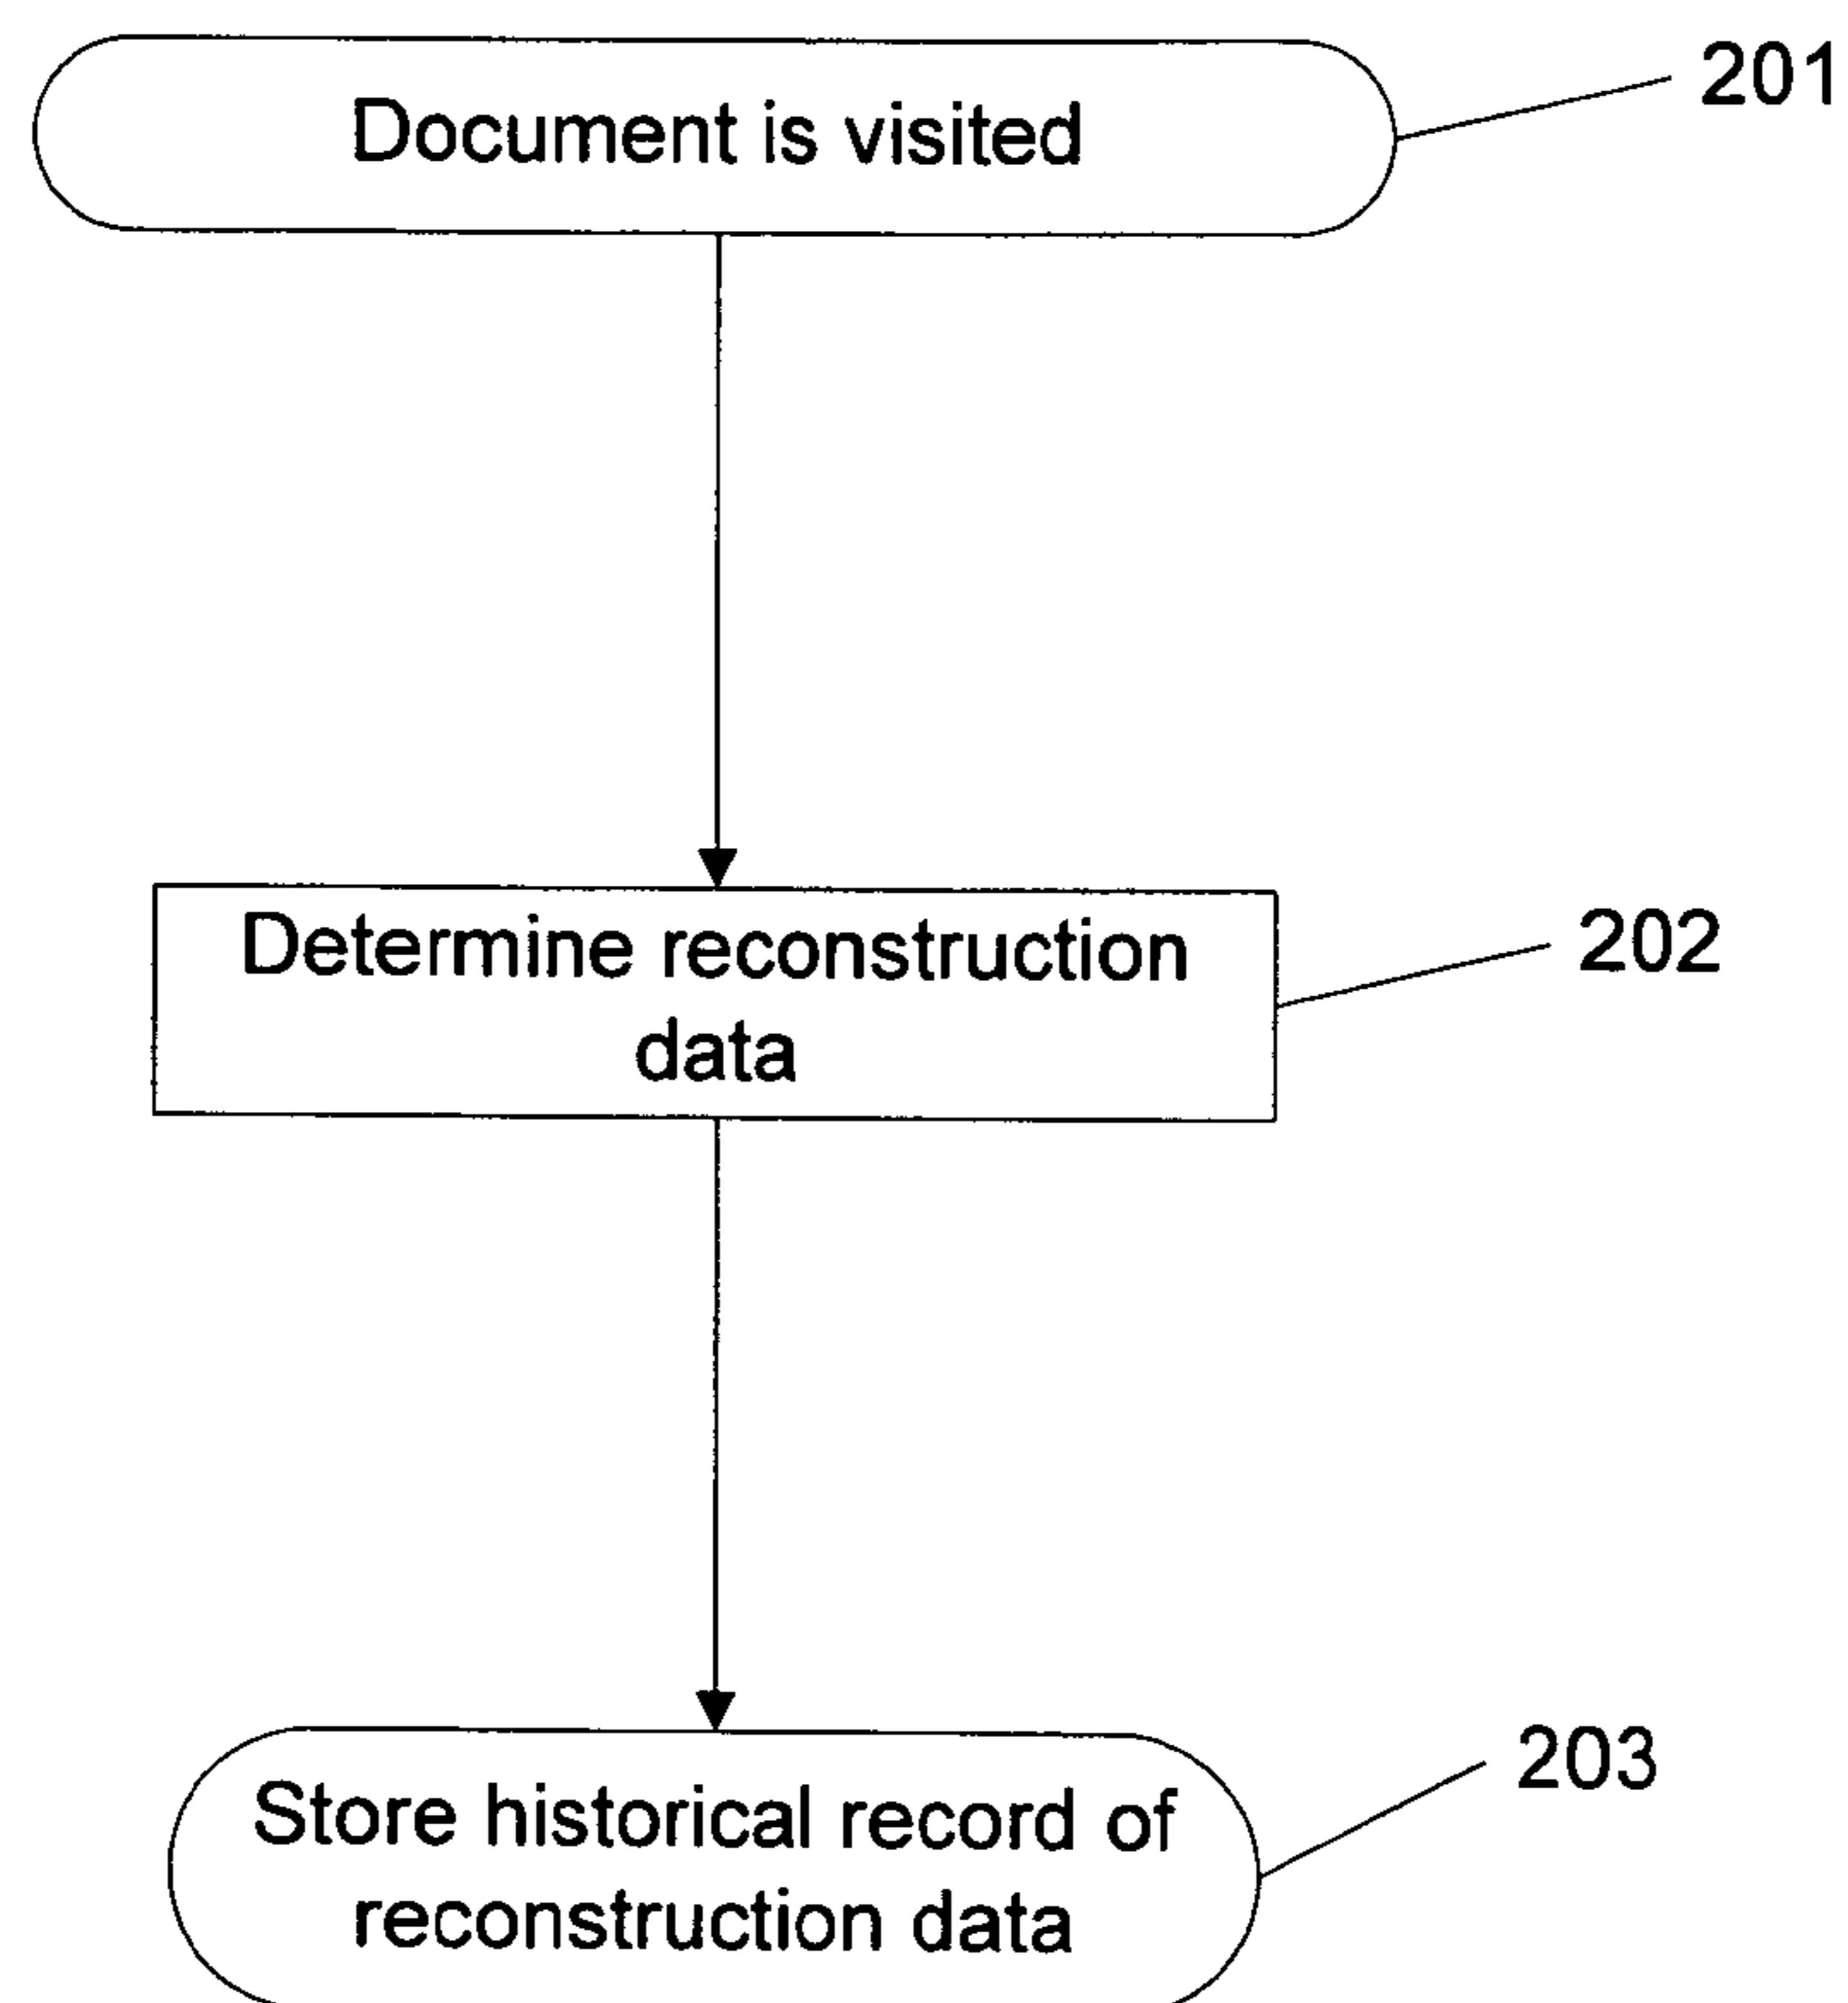 Document is visited
201
Determine reconstruction
data
202
Store historical record of
reconstruction data
203